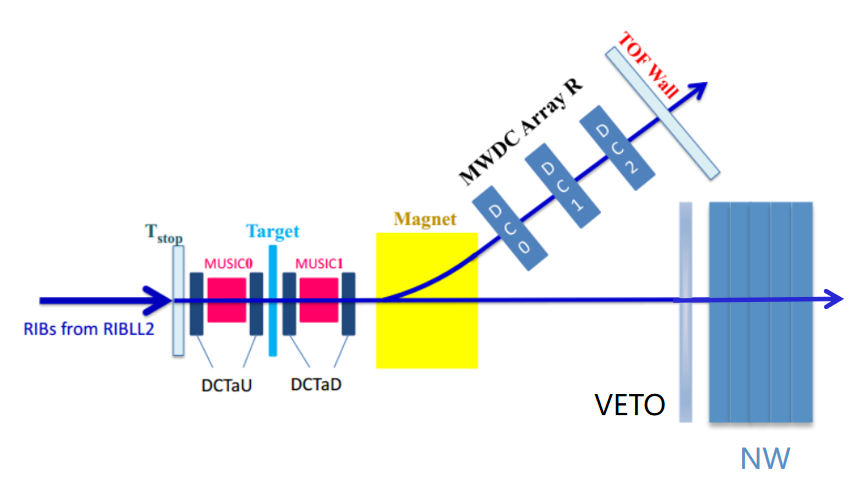 TOF Wall
MWDC Array R
DC2
DC1
DC0
Magnet
Tstop
Target
MUSIC0
MUSIC1
RIBs from RIBLL2
DCTaU
DCTaD
VETO
NW